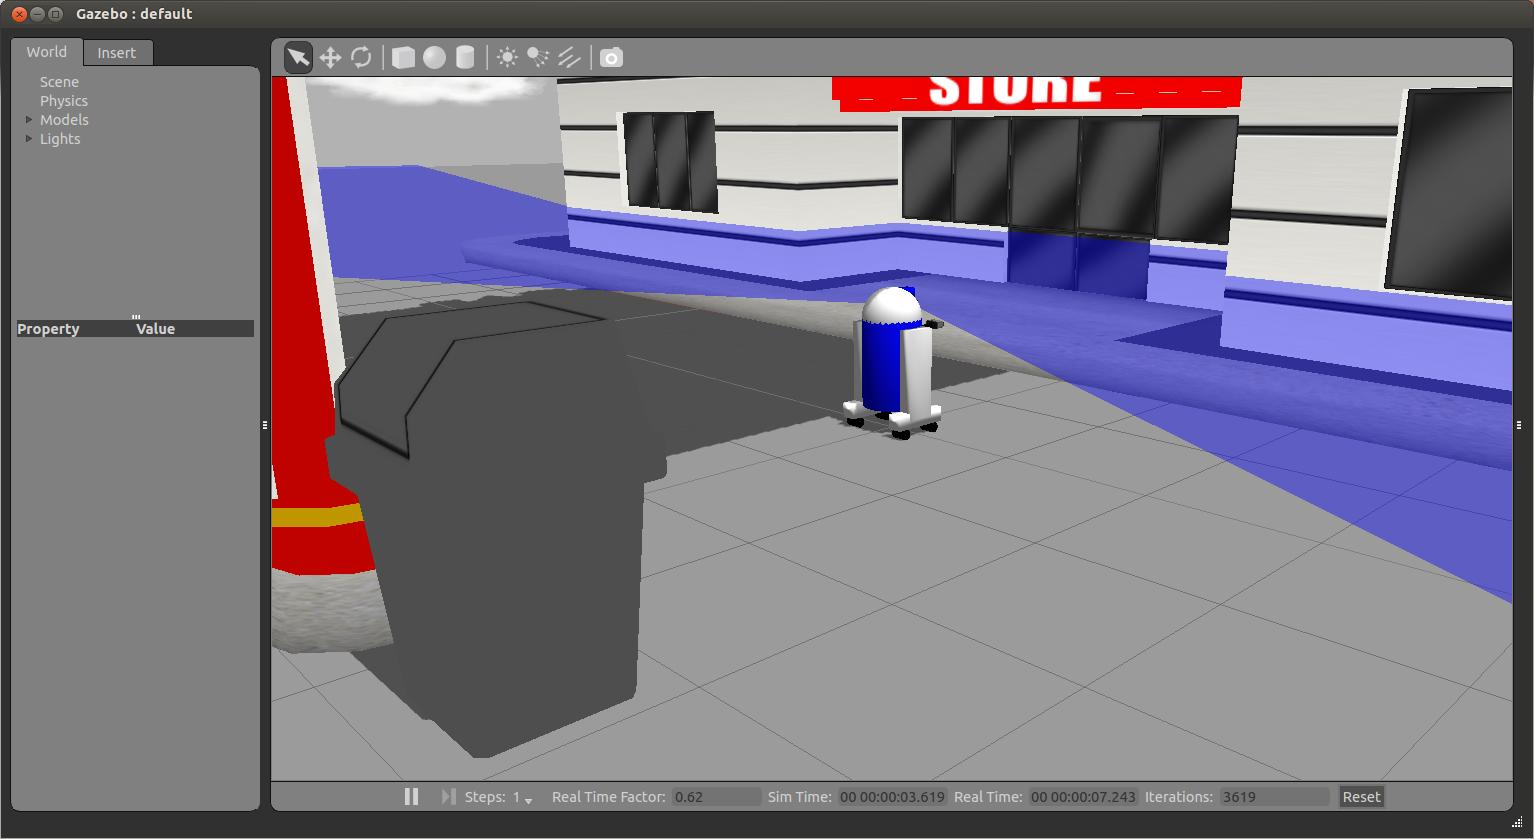 Gazebo : default
World Insert
Scene
Physics
Models
Lights
Property Value
STORE
Steps: 1 Real Time Factor: 0.62 Sim Time: 00 00:00:03.619 Real Time: 00 00:00:07.243 Iterations: 3619 Reset